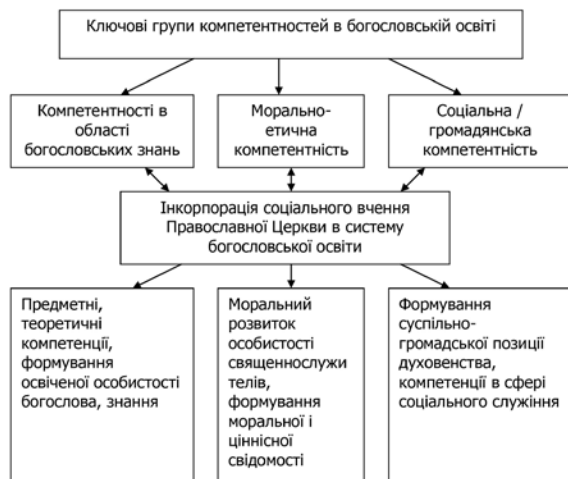 Ключові групи компетентностей в богословській освіті
Компетентності в
області
богословських знань
Морально-
етична
компетентність
Соціальна /
громадянська
компетентність
Інкорпорація соціального вчення
Православної Церкви в систему
богословської освіти
Предметні,
теоретичні
компетенції,
формування
освіченої особистості
богослова, знання
Моральний
розвиток
особистості
священнослужи
телів,
формування
моральної і
ціннісної
свідомості
Формування
суспільно-
громадської позиції
духовенства,
компетенції в сфері
соціального служіння